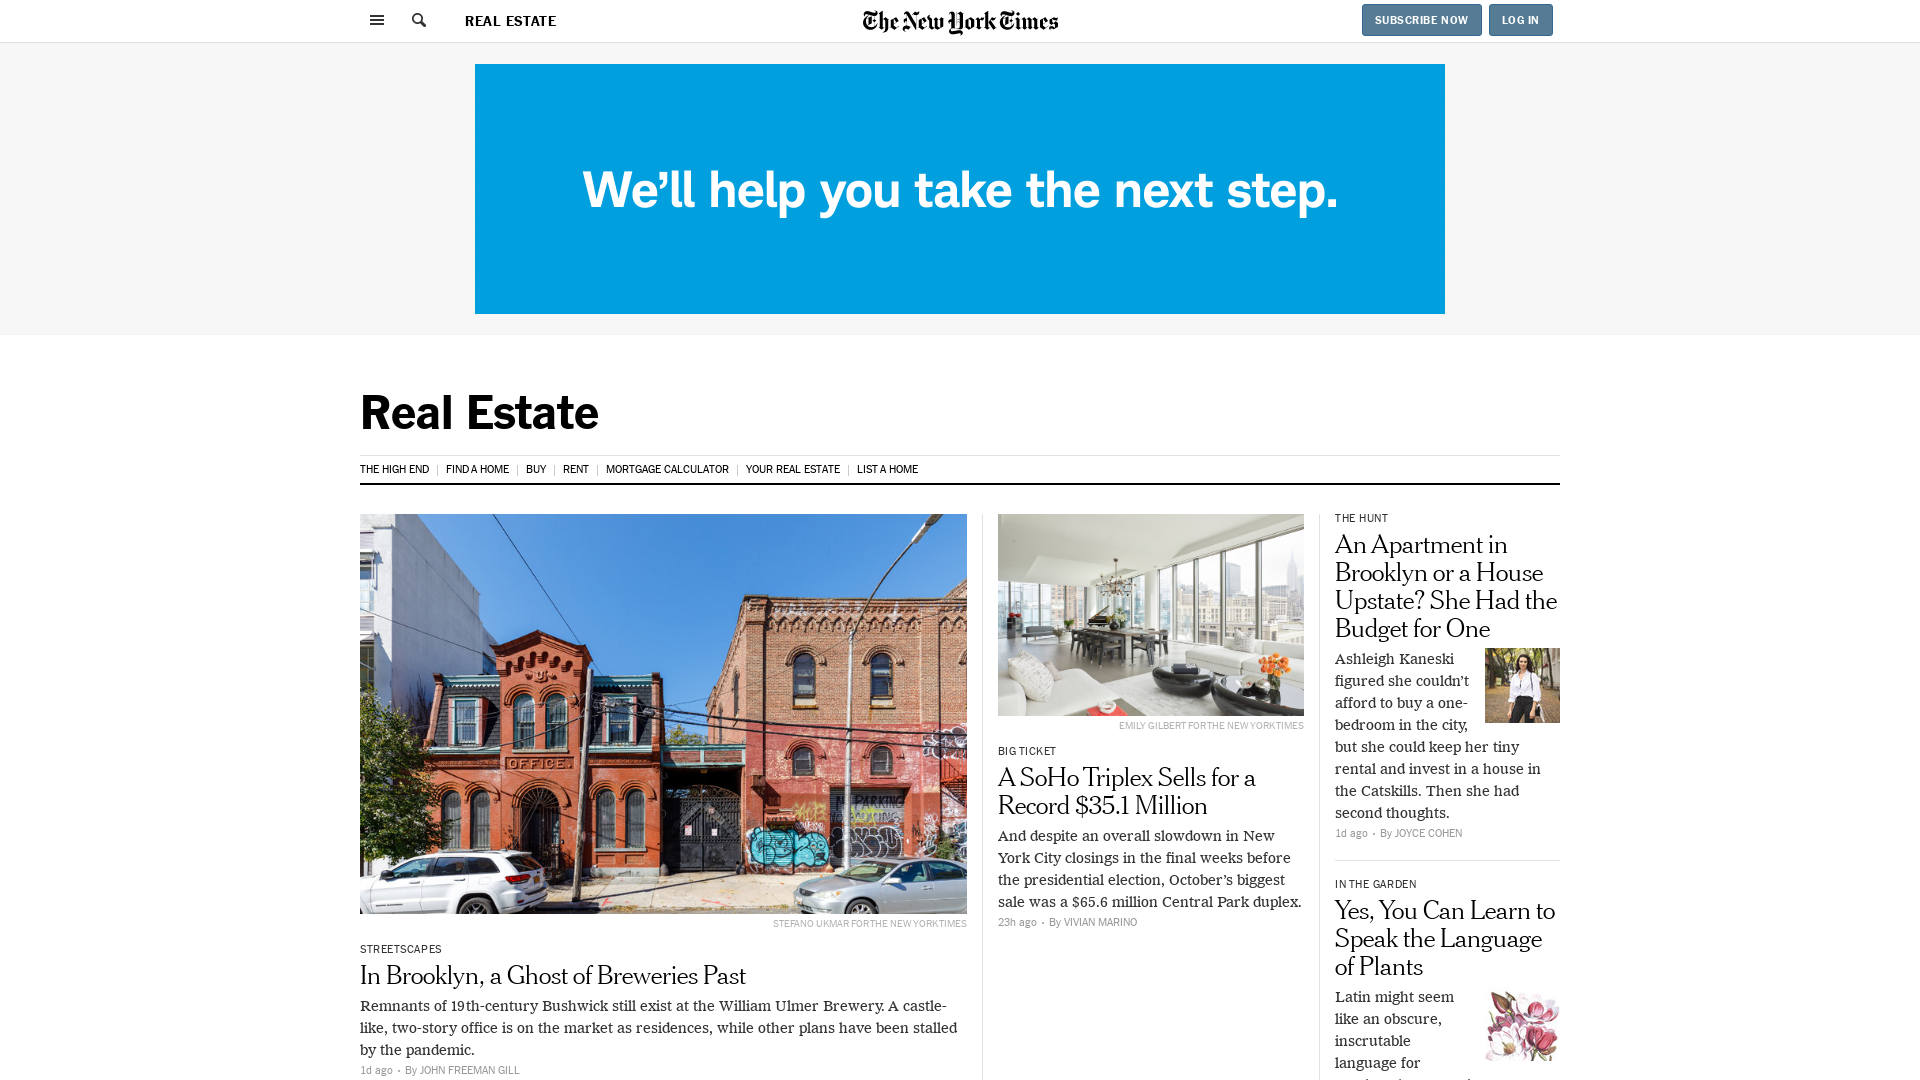 REAL ESTATE
The New York Times
SUBSCRIBE NOW
LOG IN
We'll help you take the next step.
Real Estate
THE HIGH END
FIND A HOME
BUY
RENT
MORTGAGE CALCULATOR
YOUR REAL ESTATE
LIST A HOME
OFFICE.
NO PARKING
STEFANO UKMAR FOR THE NEW YORK TIMES
STREETSCAPES
In Brooklyn, a Ghost of Breweries Past
Remnants of 19th-century Bushwick still exist at the William Ulmer Brewery. A castle-
like, two-story office is on the market as residences, while other plans have been stalled
by the pandemic.
1d ago • By JOHN FREEMAN GILL
EMILY GILBERT FOR THE NEW YORK TIMES
BIG TICKET
A SoHo Triplex Sells for a
Record $35.1 Million
And despite an overall slowdown in New
York City closings in the final weeks before
the presidential election, October's biggest
sale was a $65.6 million Central Park duplex.
23h ago • By VIVIAN MARINO
THE HUNT
An Apartment in
Brooklyn or a House
Upstate? She Had the
Budget for One
Ashleigh Kaneski
figured she couldn't
afford to buy a one-
bedroom in the city,
but she could keep her tiny
rental and invest in a house in
the Catskills. Then she had
second thoughts.
1d ago • By JOYCE COHEN
IN THE GARDEN
Yes, You Can Learn to
Speak the Language
of Plants
Latin might seem
like an obscure,
inscrutable
language for